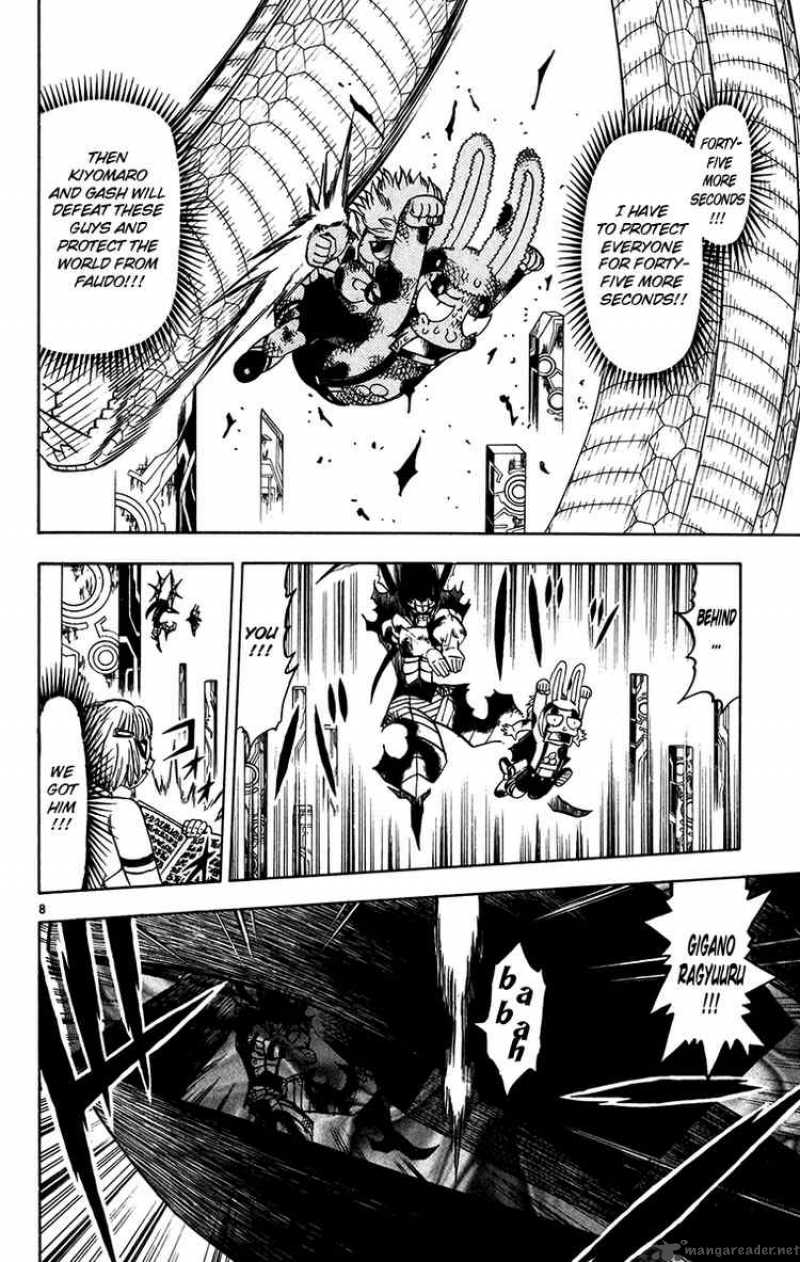 FORTY-
FIVE
MORE
SECONDS
!!!
I HAVE
TO PROTECT
EVERYONE
FOR FORTY-
FIVE MORE
SECONDS!!
THEN
KIYOMARO
AND GASH WILL
DEFEAT THESE
GUYS AND
PROTECT THE
WORLD FROM
FAUDO!!!
BEHIND
...
YOU
!!!
WE
GOT
HIM
!!!
8
GIGANO
RAGYUURU
!!!
babah
mangareader.net